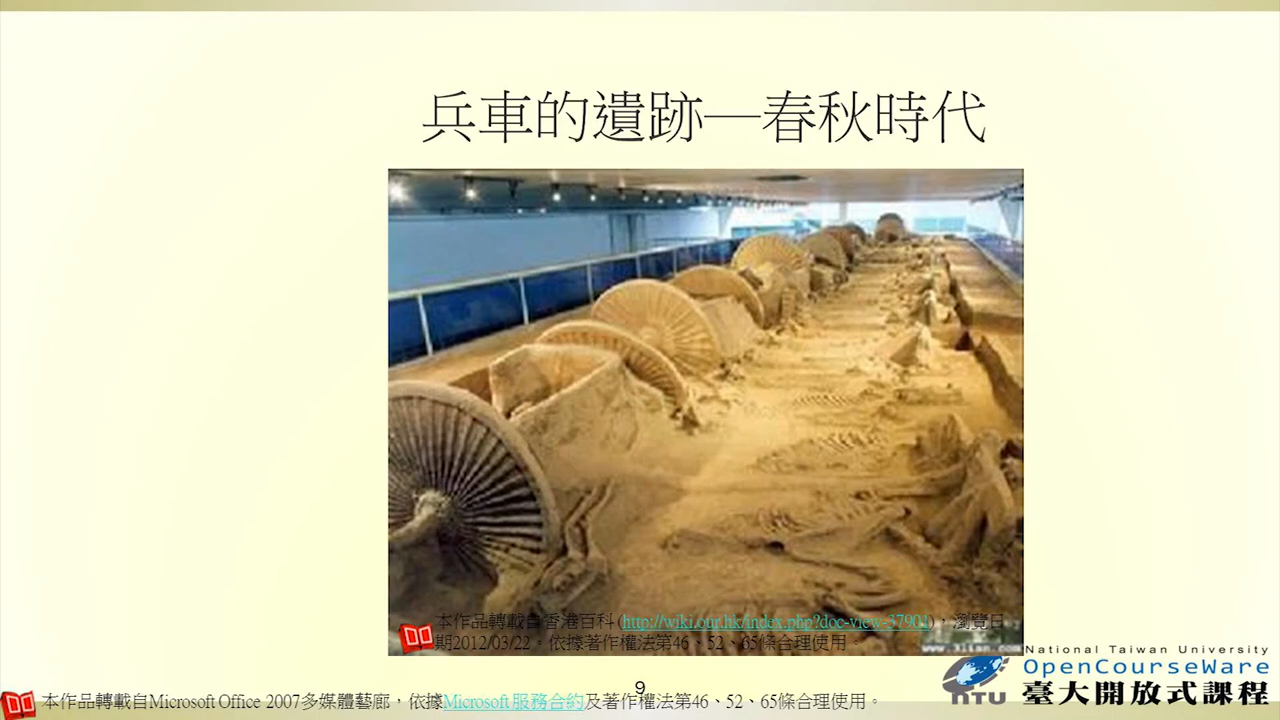 兵車的遺跡—春秋時代
本作品轉載自香港百科 (http://wiki.our.hk/index.php?doc-view-37901)，瀏覽日
期2012/03/22。依據著作權法第46、52、65條合理使用。
9
本作品轉載自Microsoft Office 2007多媒體藝廊，依據Microsoft 服務合約及著作權法第46、52、65條合理使用。
National Taiwan University
OpenCourseWare
NTU
臺大開放式課程